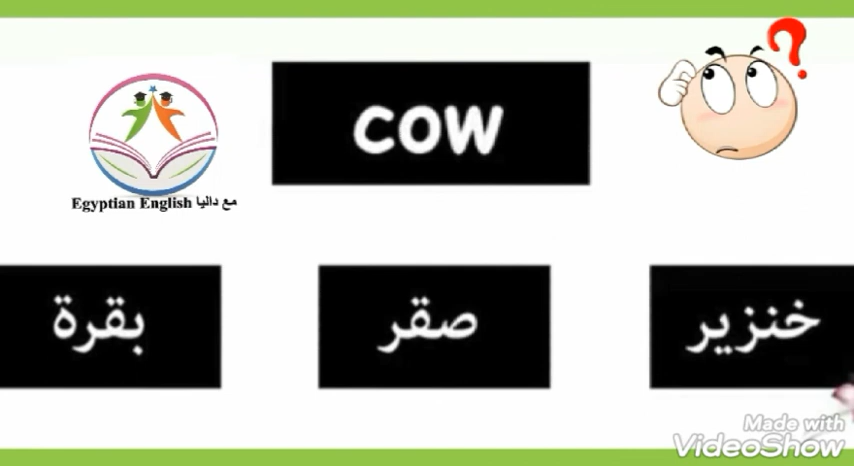 cow
?
Egyptian English مع داليا
بقرة
صقر
خنزير
Made with
VideoShow